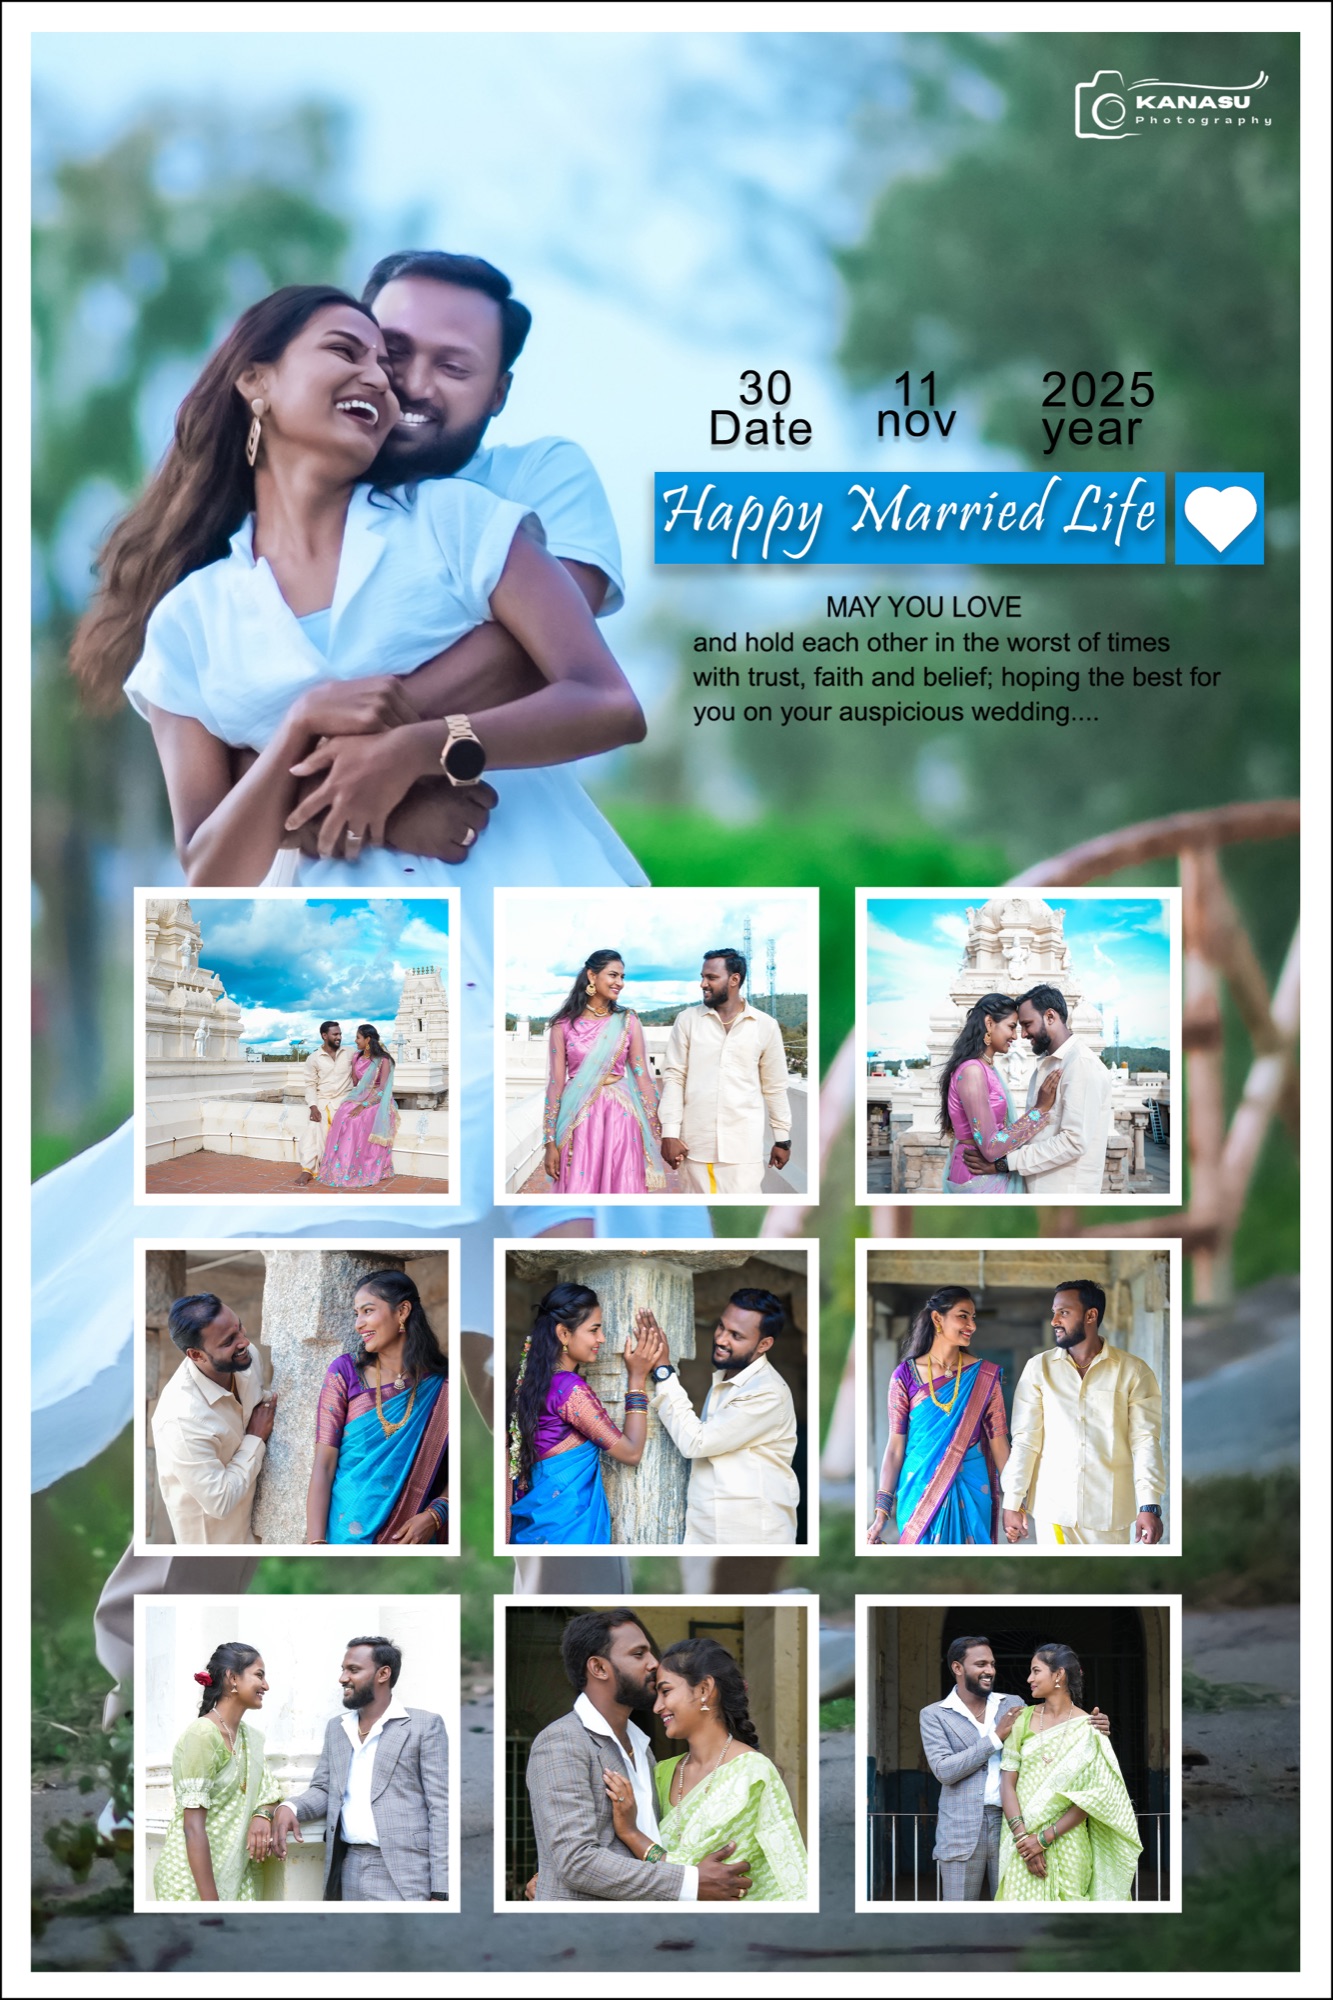 KANASU
Photography
30 11 2025
Date nov year
Happy Married Life
MAY YOU LOVE
and hold each other in the worst of times
with trust, faith and belief; hoping the best for
you on your auspicious wedding....